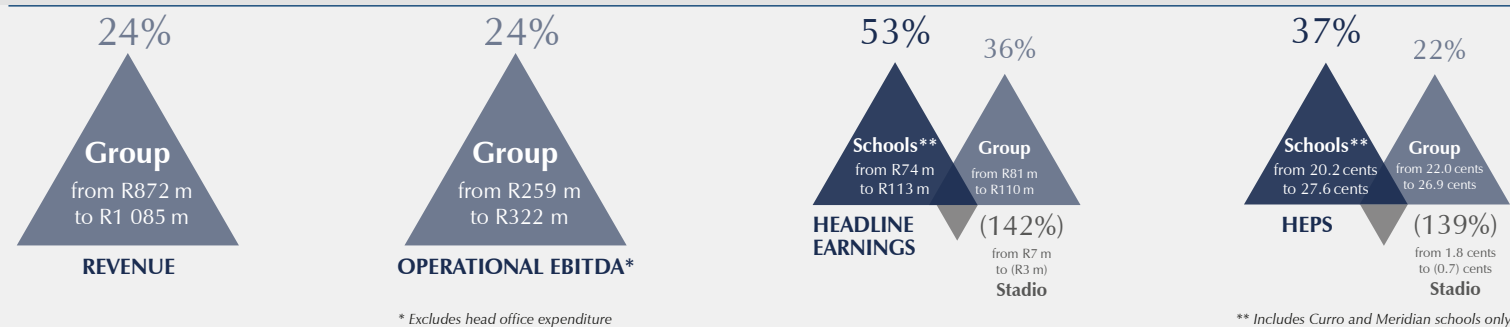 24%
Group
from R872 m
to R1 085 m
REVENUE
24%
Group
from R259 m
to R322 m
OPERATIONAL EBITDA*
* Excludes head office expenditure
53%
Schools**
from R74 m
to R113 m
36%
Group
from R81 m
to R110 m
HEADLINE
EARNINGS
(142%)
from R7 m
to (R3 m)
Stadio
37%
Schools**
from 20.2 cents
to 27.6 cents
22%
Group
from 22.0 cents
to 26.9 cents
HEPS
(139%)
from 1.8 cents
to (0.7) cents
Stadio
** Includes Curro and Meridian schools only